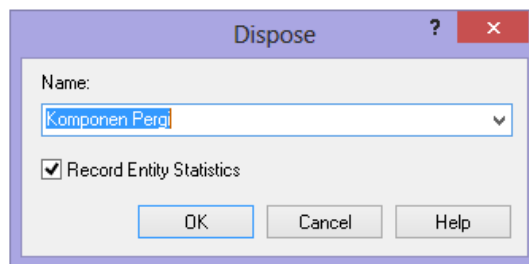 Dispose
?
×
Name:
Komponen Pergi
Record Entity Statistics
OK Cancel Help